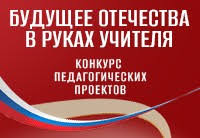 БУДУЩЕЕ ОТЕЧЕСТВА
В РУКАХ УЧИТЕЛЯ
КОНКУРС
ПЕДАГОГИЧЕСКИХ
ПРОЕКТОВ